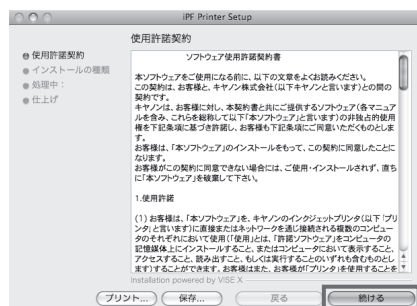 iPF Printer Setup
使用許諾契約
使用許諾契約
インストールの種類
処理中：
仕上げ
ソフトウェア使用許諾契約書
本ソフトウェアをご使用になる前に、以下の文章をよくお読みください。
この契約は、お客様と、キヤノン株式会社(以下キヤノンと言います)との間の
契約です。
キヤノンは、お客様に対し、本契約書と共にご提供するソフトウェア(各マニュア
ルを含み、これらを総称して以下「本ソフトウェア」と言います)の非独占的使用
権を下記条項に基づき許諾し、お客様も下記条項にご同意いただくものとしま
す。
お客様は、「本ソフトウェア」のインストールをもって、この契約に同意したことに
なります。
お客様がこの契約に同意できない場合には、ご使用・インストールされず、直ち
に「本ソフトウェア」を破棄して下さい。
1.使用許諾
(1) お客様は、「本ソフトウェア」を、キヤノンのインクジェットプリンタ(以下「プリ
ンタ」と言います)に直接またはネットワークを通じ接続される複数のコンピュー
タのそれぞれにおいて使用(「使用」とは、「許諾ソフトウェア」をコンピュータの
記憶媒体上にインストールすること、またはコンピュータにおいて表示すること、
アクセスすること、読み出すこと、もしくは実行することのいずれも含むものとし
ます)することができます。お客様はまた、お客様が「プリンタ」を使用することを
Installation powered by VISE X
プリント...
保存...
戻る
続ける